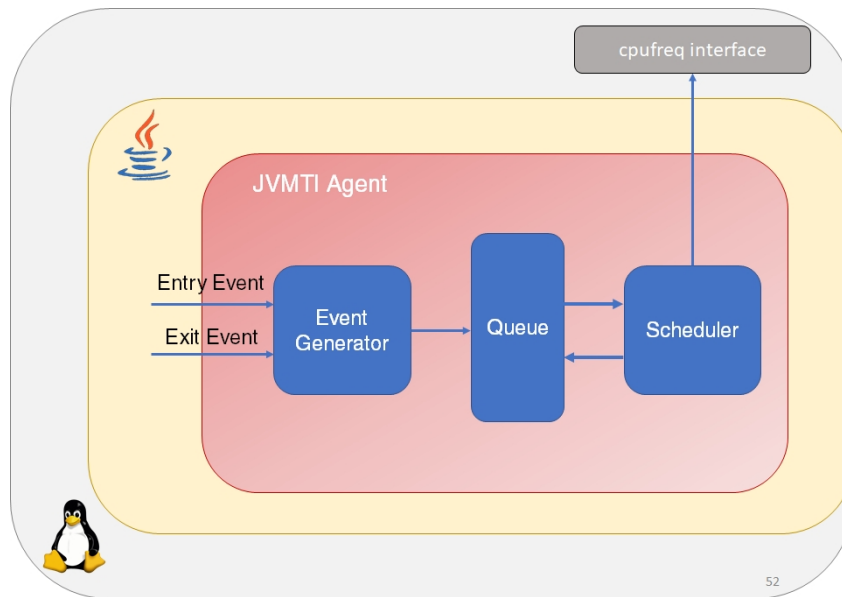 cpufreq interface
JVMTI Agent
Entry Event
Exit Event
Event
Generator
Queue
Scheduler
52